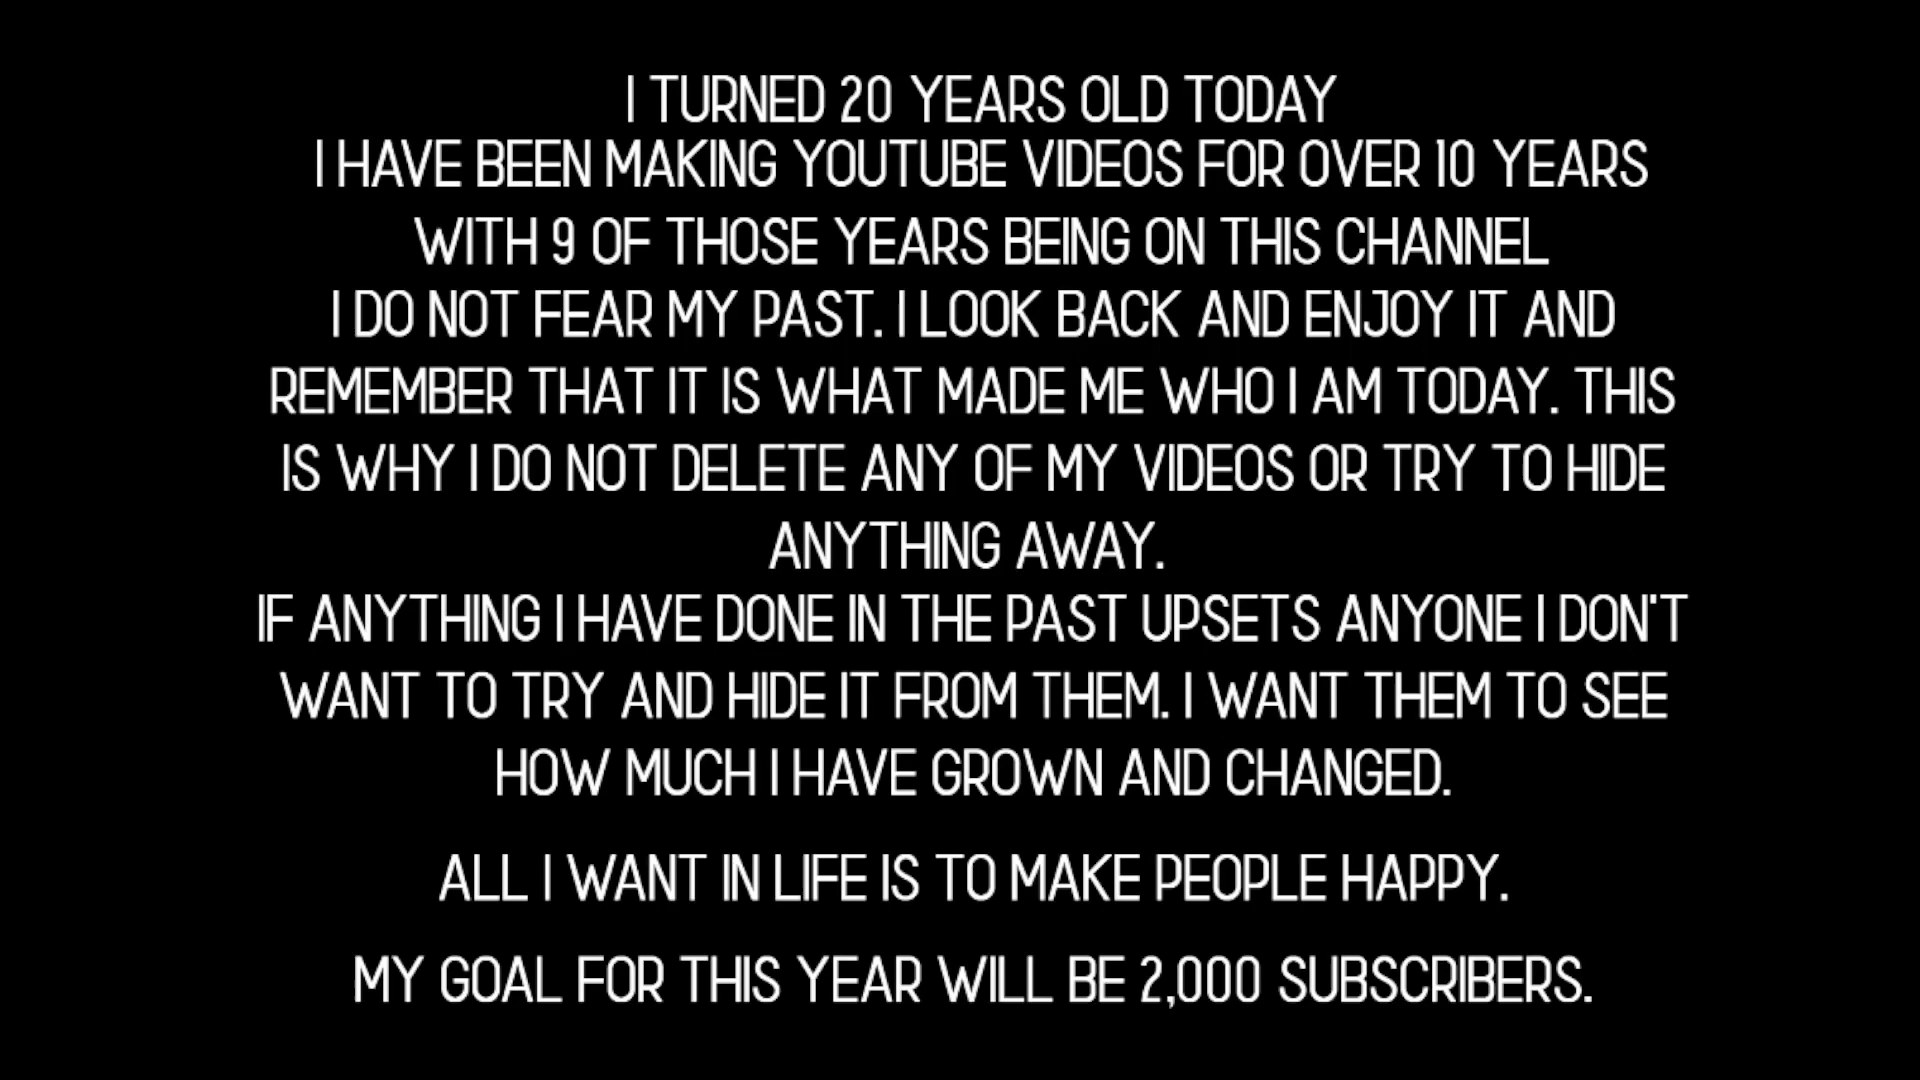 I TURNED 20 YEARS OLD TODAY
I HAVE BEEN MAKING YOUTUBE VIDEOS FOR OVER 10 YEARS
WITH 9 OF THOSE YEARS BEING ON THIS CHANNEL
I DO NOT FEAR MY PAST. I LOOK BACK AND ENJOY IT AND
REMEMBER THAT IT IS WHAT MADE ME WHO I AM TODAY. THIS
IS WHY I DO NOT DELETE ANY OF MY VIDEOS OR TRY TO HIDE
ANYTHING AWAY.
IF ANYTHING I HAVE DONE IN THE PAST UPSETS ANYONE I DON'T
WANT TO TRY AND HIDE IT FROM THEM. I WANT THEM TO SEE
HOW MUCH I HAVE GROWN AND CHANGED.
ALL I WANT IN LIFE IS TO MAKE PEOPLE HAPPY.
MY GOAL FOR THIS YEAR WILL BE 2,000 SUBSCRIBERS.